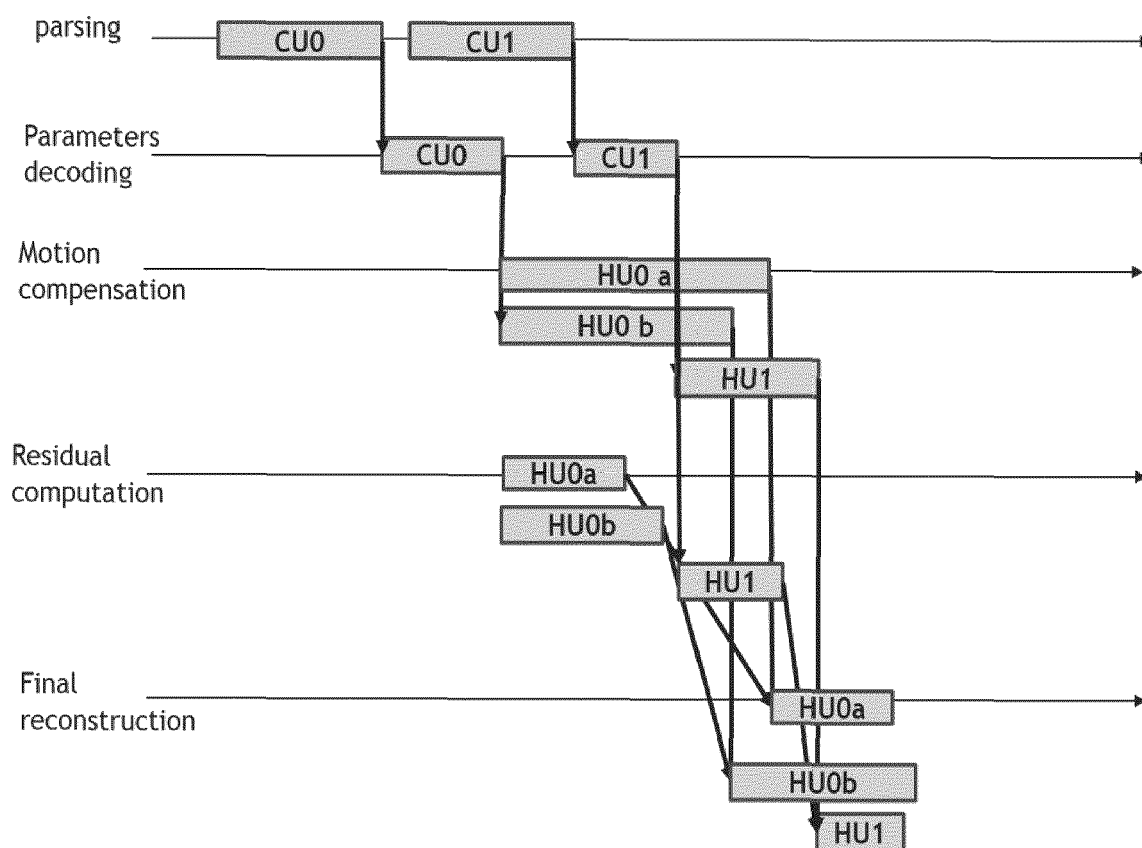 parsing
CU0
CU1
Parameters
decoding
CU0
CU1
Motion
compensation
HU0 a
HU0 b
HU1
Residual
computation
HU0a
HU0b
HU1
Final
reconstruction
HU0a
HU0b
HU1